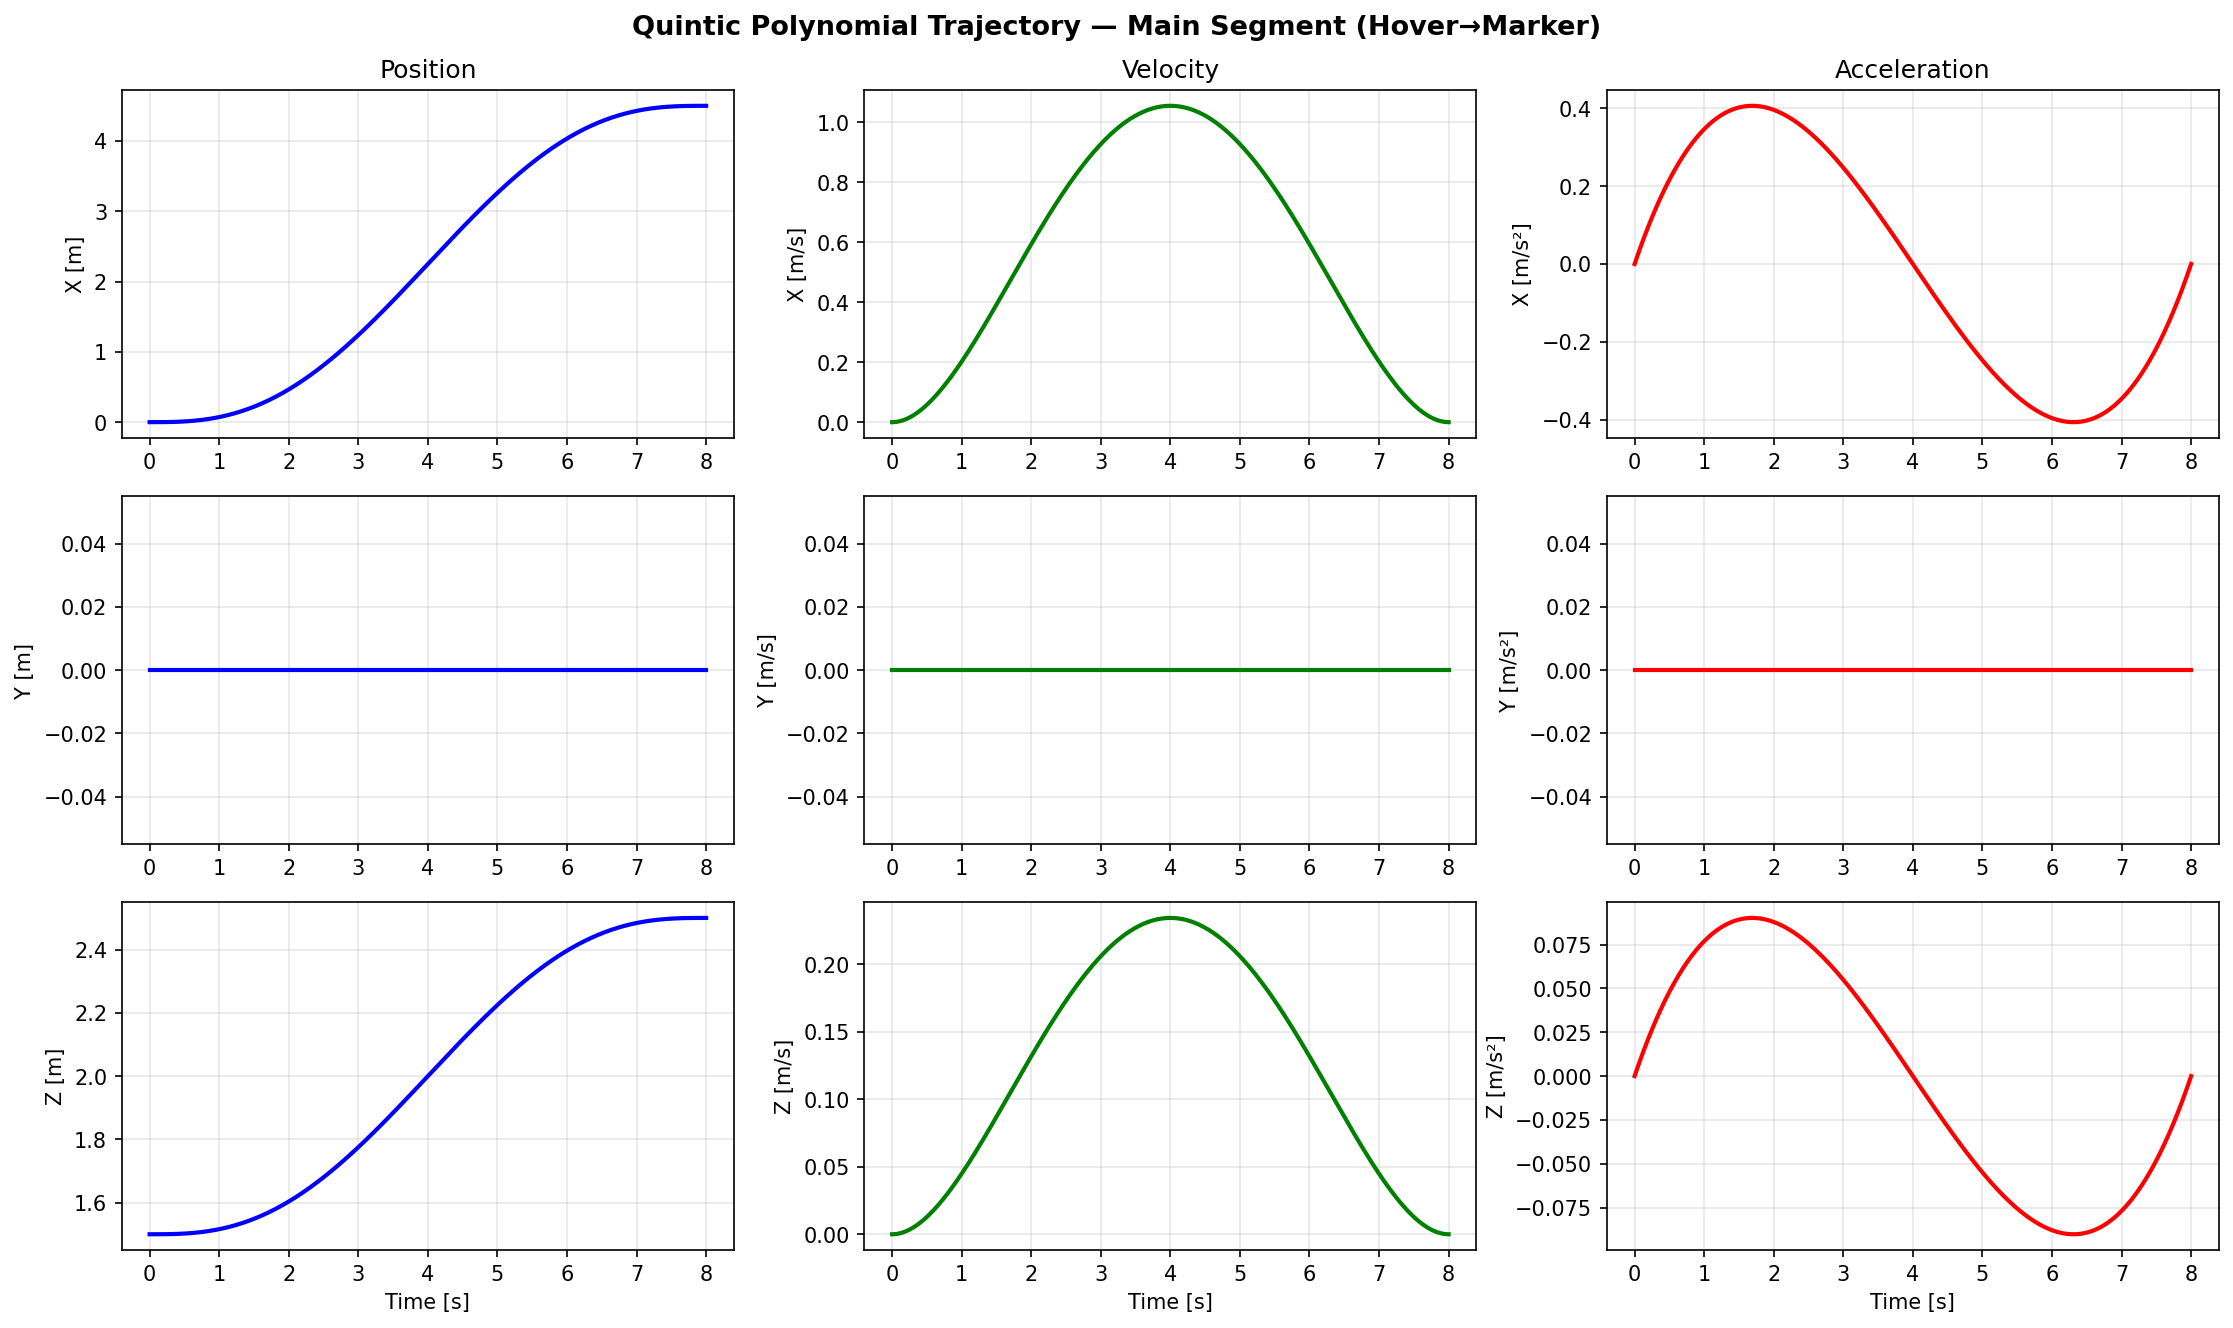 Quintic Polynomial Trajectory — Main Segment (Hover→Marker)
Position
Velocity
Acceleration
X [m]
4
3
2
1
0
0 1 2 3 4 5 6 7 8
X [m/s]
1.0
0.8
0.6
0.4
0.2
0.0
0 1 2 3 4 5 6 7 8
X [m/s²]
0.4
0.2
0.0
−0.2
−0.4
0 1 2 3 4 5 6 7 8
Y [m]
0.04
0.02
0.00
−0.02
−0.04
0 1 2 3 4 5 6 7 8
Y [m/s]
0.04
0.02
0.00
−0.02
−0.04
0 1 2 3 4 5 6 7 8
Y [m/s²]
0.04
0.02
0.00
−0.02
−0.04
0 1 2 3 4 5 6 7 8
Z [m]
2.4
2.2
2.0
1.8
1.6
0 1 2 3 4 5 6 7 8
Time [s]
Z [m/s]
0.20
0.15
0.10
0.05
0.00
0 1 2 3 4 5 6 7 8
Time [s]
Z [m/s²]
0.075
0.050
0.025
0.000
−0.025
−0.050
−0.075
0 1 2 3 4 5 6 7 8
Time [s]